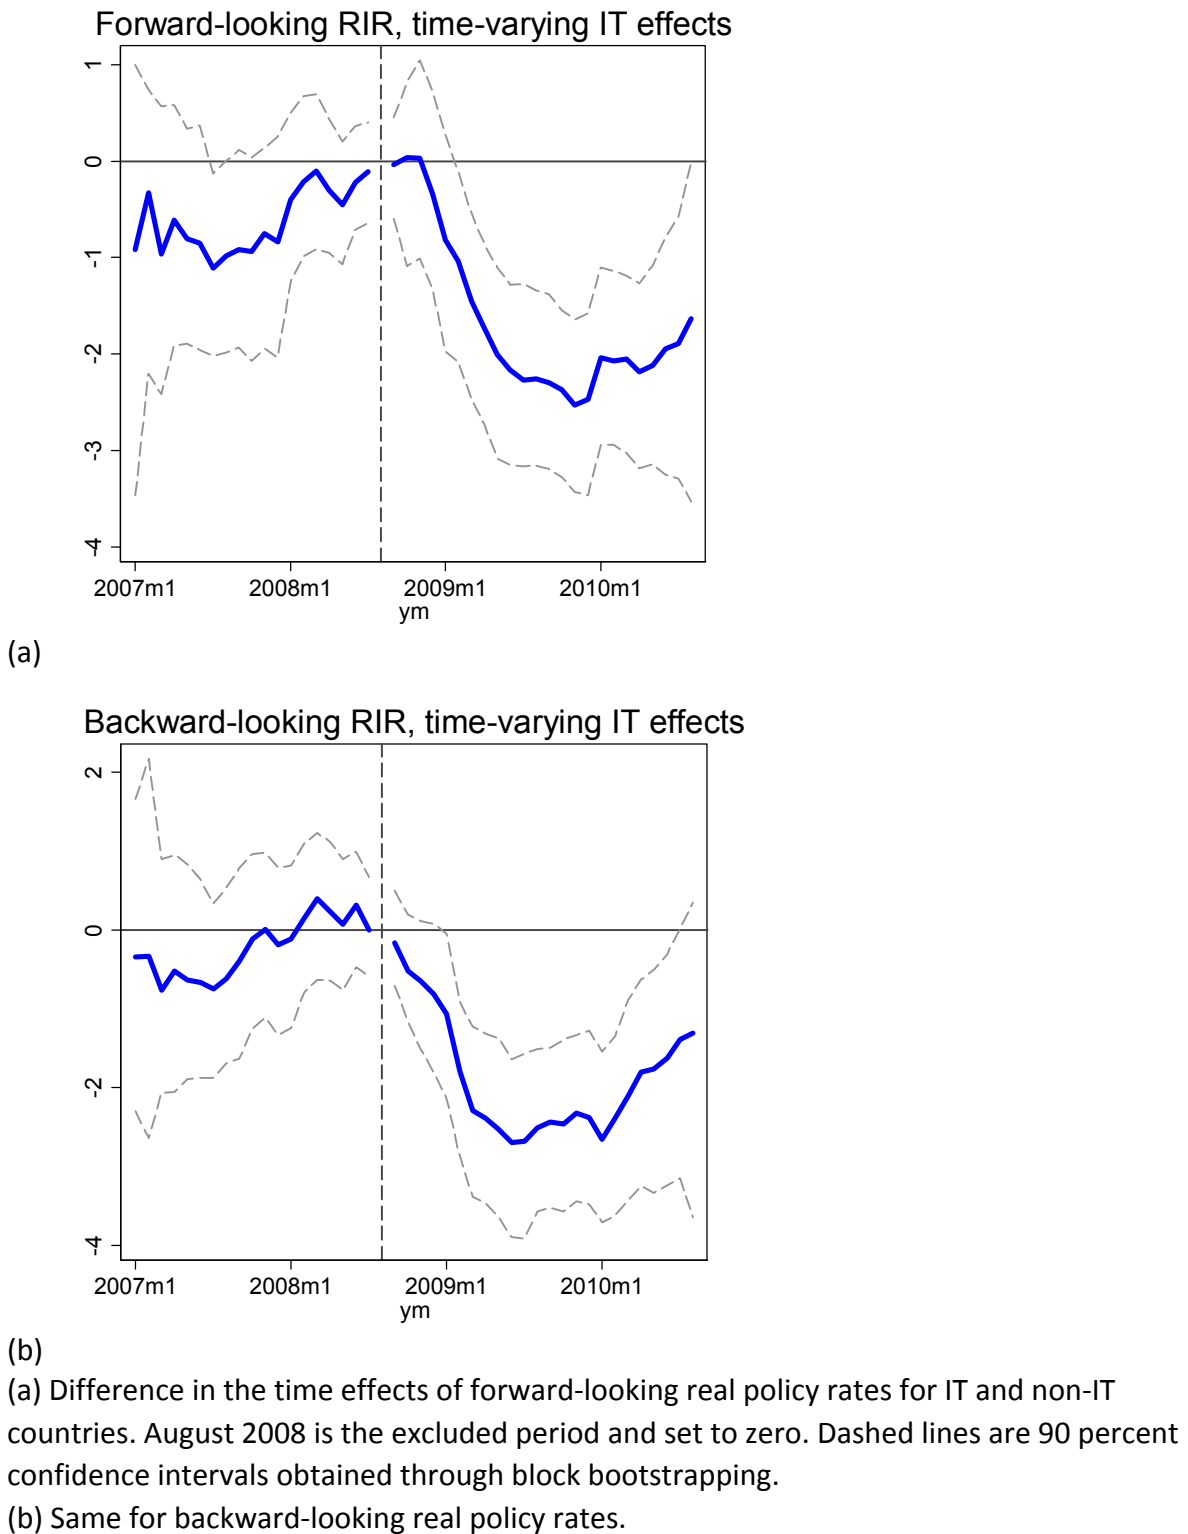 Forward-looking RIR, time-varying IT effects
1
0
-1
-2
-3
-4
2007m1 2008m1 2009m1 2010m1
ym
(a)
Backward-looking RIR, time-varying IT effects
2
0
-2
-4
2007m1 2008m1 2009m1 2010m1
ym
(b)
(a) Difference in the time effects of forward-looking real policy rates for IT and non-IT
countries. August 2008 is the excluded period and set to zero. Dashed lines are 90 percent
confidence intervals obtained through block bootstrapping.
(b) Same for backward-looking real policy rates.